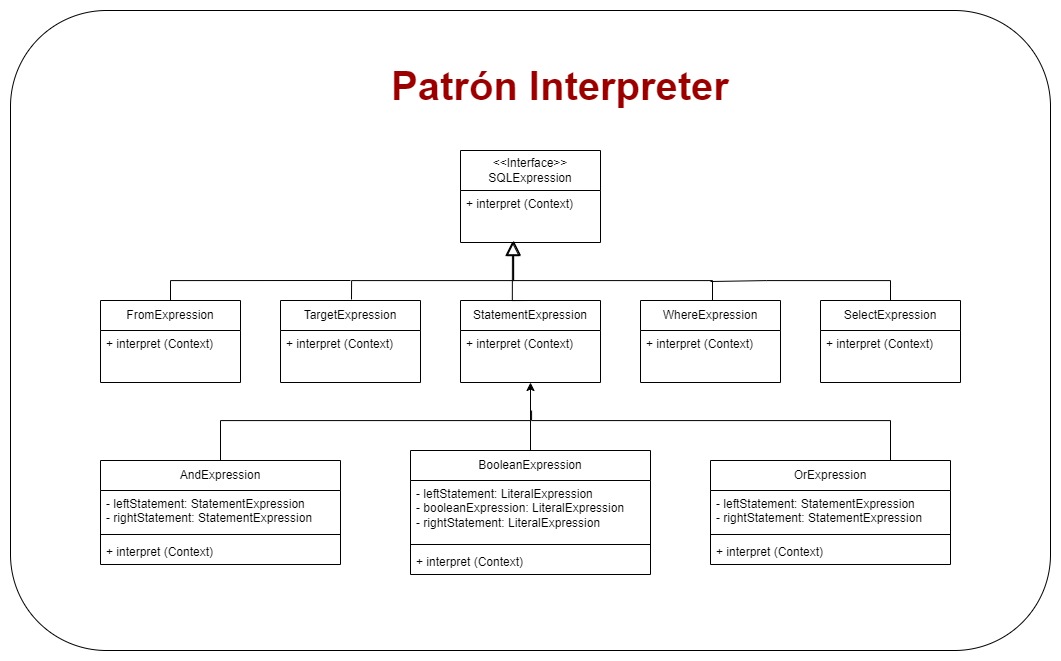 Patrón Interpreter
<<Interface>>
SQLExpression
+ interpret (Context)
FromExpression
+ interpret (Context)
TargetExpression
+ interpret (Context)
StatementExpression
+ interpret (Context)
WhereExpression
+ interpret (Context)
SelectExpression
+ interpret (Context)
AndExpression
- leftStatement: StatementExpression
- rightStatement: StatementExpression
+ interpret (Context)
BooleanExpression
- leftStatement: LiteralExpression
- booleanExpression: LiteralExpression
- rightStatement: LiteralExpression
+ interpret (Context)
OrExpression
- leftStatement: StatementExpression
- rightStatement: StatementExpression
+ interpret (Context)